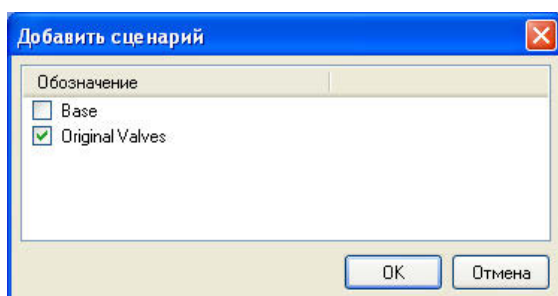 Добавить сценарий
Обозначение
Base
Original Valves
OK
Отмена